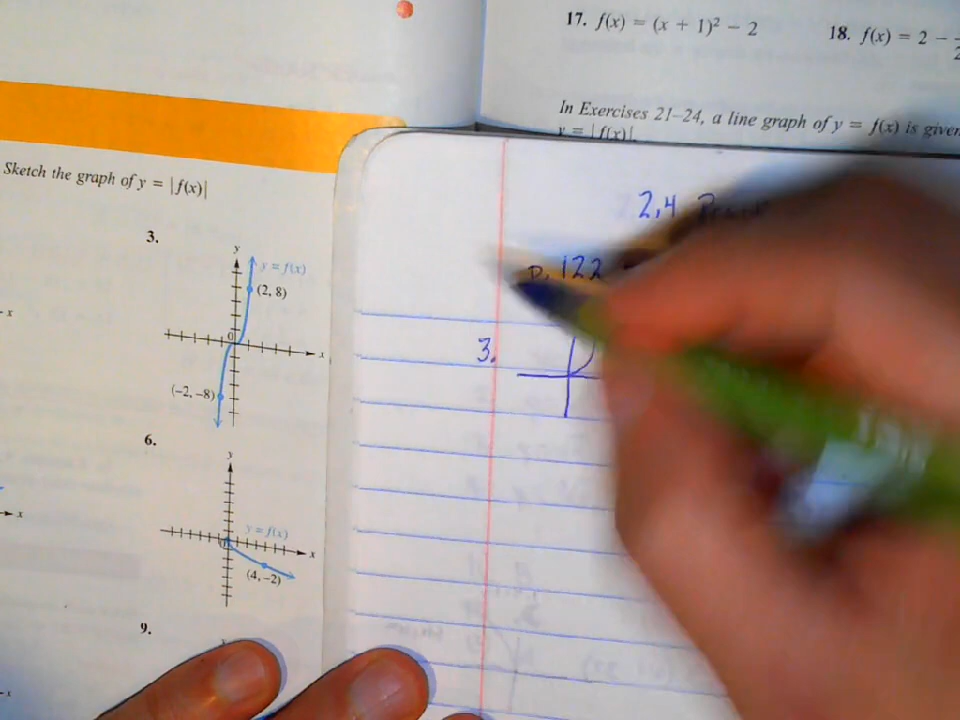 17. f(x) = (x + 1)² − 2
18. f(x) = 2 −
In Exercises 21–24, a line graph of y = f(x) is given
y = |f(x)|
Sketch the graph of y = |f(x)|
3.
y
y = f(x)
(2, 8)
0
x
(−2, −8)
6.
y
y = f(x)
x
(4, −2)
9.
x
x
x
2.4
p. 122
3.